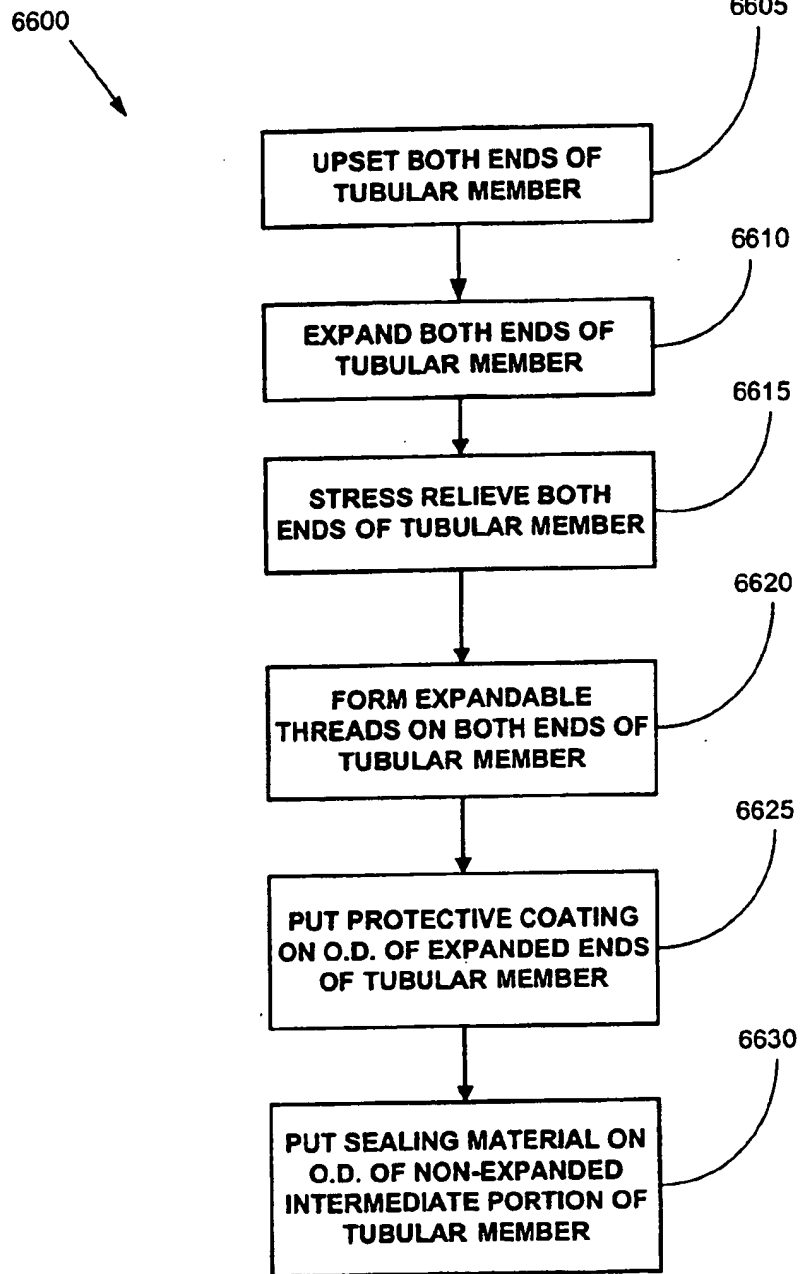 6600
6605
UPSET BOTH ENDS OF
TUBULAR MEMBER
6610
EXPAND BOTH ENDS OF
TUBULAR MEMBER
6615
STRESS RELIEVE BOTH
ENDS OF TUBULAR MEMBER
6620
FORM EXPANDABLE
THREADS ON BOTH ENDS OF
TUBULAR MEMBER
6625
PUT PROTECTIVE COATING
ON O.D. OF EXPANDED ENDS
OF TUBULAR MEMBER
6630
PUT SEALING MATERIAL ON
O.D. OF NON-EXPANDED
INTERMEDIATE PORTION OF
TUBULAR MEMBER